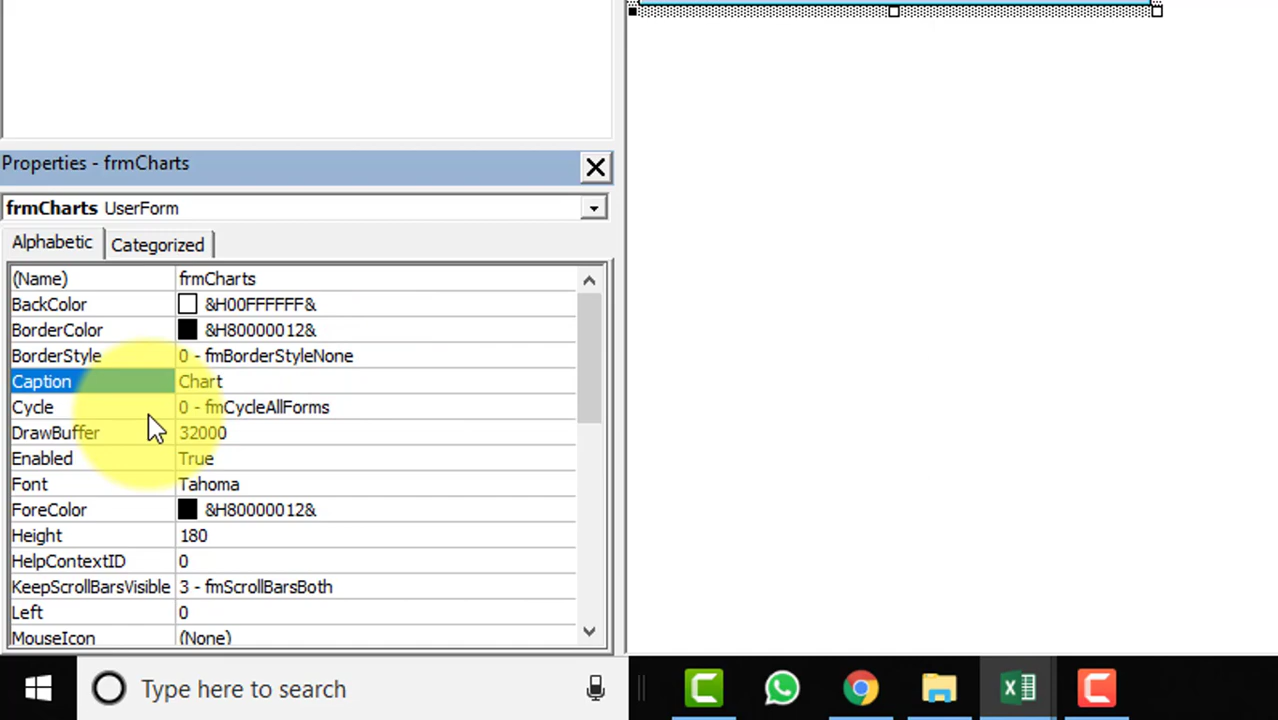 Properties - frmCharts
frmCharts UserForm
Alphabetic Categorized
(Name) frmCharts
BackColor &H00FFFFFF&
BorderColor &H80000012&
BorderStyle 0 - fmBorderStyleNone
Caption Chart
Cycle 0 - fmCycleAllForms
DrawBuffer 32000
Enabled True
Font Tahoma
ForeColor &H80000012&
Height 180
HelpContextID 0
KeepScrollBarsVisible 3 - fmScrollBarsBoth
Left 0
MouseIcon (None)
Type here to search